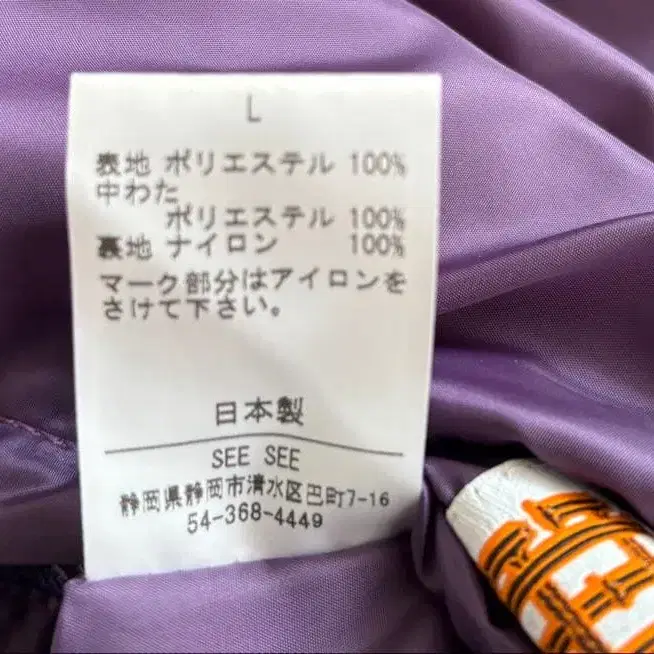 L
表地 ポリエステル 100%
中わた
ポリエステル 100%
裏地 ナイロン 100%
マーク部分はアイロンを
さけて下さい。
日本製
SEE SEE
静岡県静岡市清水区巴町7-16
54-368-4449